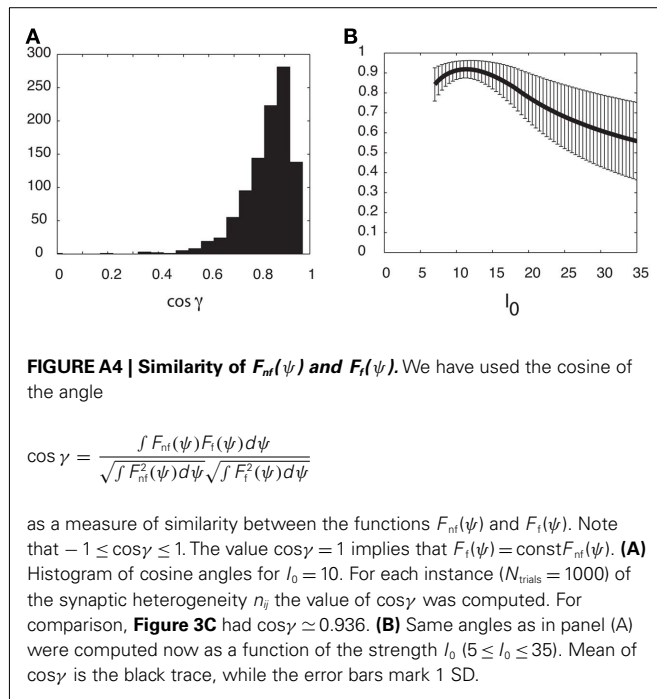 A
B
300
250
200
150
100
50
0
0 0.2 0.4 0.6 0.8 1
cos γ
1
0.9
0.8
0.7
0.6
0.5
0.4
0.3
0.2
0.1
0
5 10 15 20 25 30 35
I₀
FIGURE A4 | Similarity of Fnf(ψ) and Ff(ψ). We have used the cosine of
the angle
cos γ = ∫ Fnf(ψ)Ff(ψ)dψ / √∫ F²nf(ψ)dψ √∫ F²f(ψ)dψ
as a measure of similarity between the functions Fnf(ψ) and Ff(ψ). Note
that − 1 ≤ cosγ ≤ 1. The value cosγ = 1 implies that Ff(ψ) = constFnf(ψ). (A)
Histogram of cosine angles for I₀ = 10. For each instance (Ntrials = 1000) of
the synaptic heterogeneity nij the value of cosγ was computed. For
comparison, Figure 3C had cosγ ≃ 0.936. (B) Same angles as in panel (A)
were computed now as a function of the strength I₀ (5 ≤ I₀ ≤ 35). Mean of
cosγ is the black trace, while the error bars mark 1 SD.